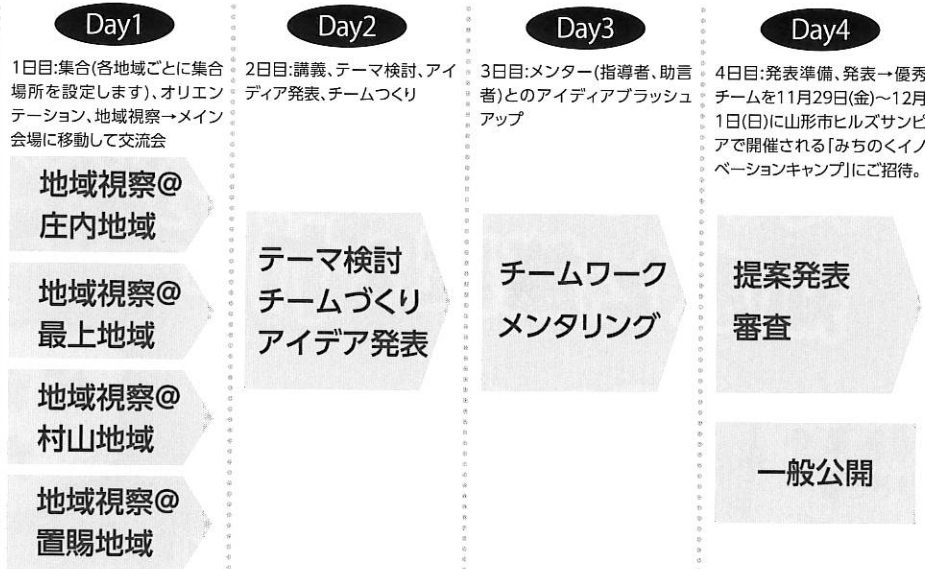 Day1
1日目:集合(各地域ごとに集合
場所を設定します)、オリエン
テーション、地域視察→メイン
会場に移動して交流会
地域視察@
庄内地域
地域視察@
最上地域
地域視察@
村山地域
地域視察@
置賜地域
Day2
2日目:講義、テーマ検討、アイ
ディア発表、チームつくり
テーマ検討
チームづくり
アイデア発表
Day3
3日目:メンター(指導者、助言
者)とのアイディアブラッシュ
アップ
チームワーク
メンタリング
Day4
4日目:発表準備、発表→優秀
チームを11月29日(金)〜12月
1日(日)に山形市ヒルズサンピ
アで開催される「みちのくイノ
ベーションキャンプ」にご招待。
提案発表
審査
一般公開